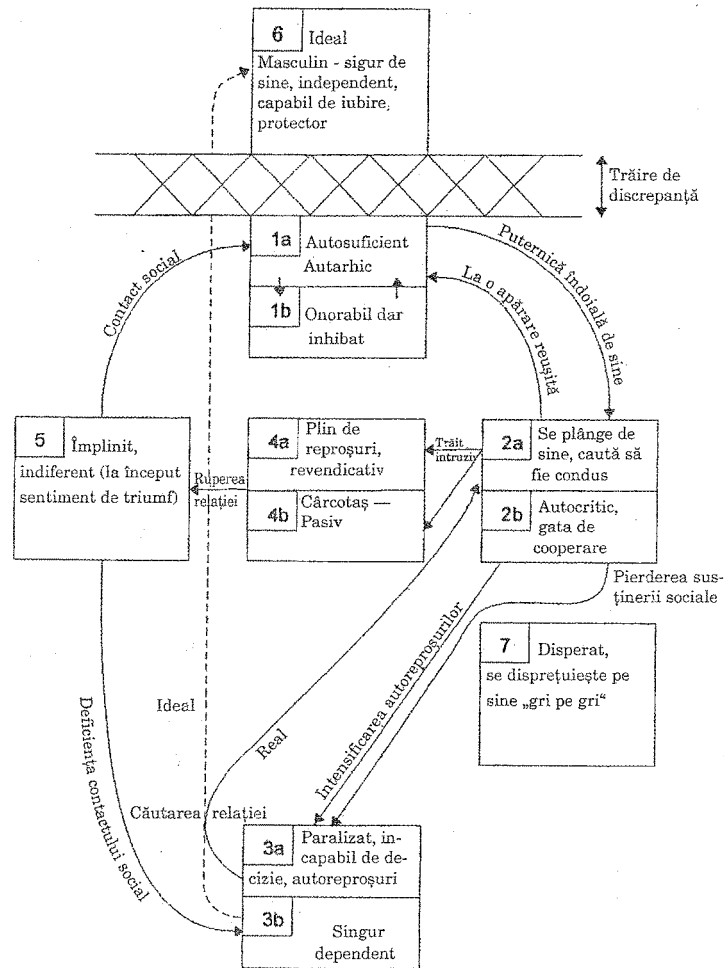 6 Ideal
Masculin - sigur de
sine, independent,
capabil de iubire,
protector
Trăire de
discrepanță
1a Autosuficient
Autarhic
1b Onorabil dar
inhibat
Contact social
Puternică îndoială de sine
La o apărare reușită
5 Împlinit,
indiferent (la început
sentiment de triumf)
Ruperea
relației
4a Plin de
reproșuri,
revendicativ
4b Cârcotaș —
Pasiv
Trăit
intruziv
2a Se plânge de
sine, caută să
fie condus
2b Autocritic,
gata de
cooperare
Pierderea sus-
ținerii sociale
7 Disperat,
se disprețuiește pe
sine „gri pe gri“
Deficiența contactului social
Ideal
Real
Intensificarea autoreproșurilor
Căutarea relației
3a Paralizat, in-
capabil de de-
cizie, autoreproșuri
3b Singur
dependent